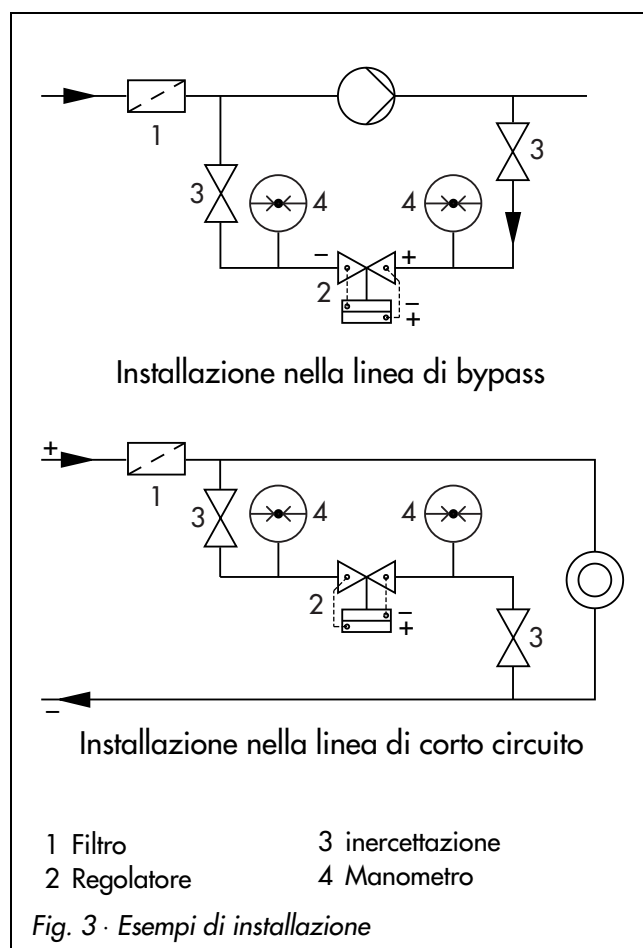 1
3
4
4
3
−
+
2
−
+
Installazione nella linea di bypass
+
1
3
4
4
2
−
+
3
−
Installazione nella linea di corto circuito
1 Filtro
3 inercettazione
2 Regolatore
4 Manometro
Fig. 3 · Esempi di installazione